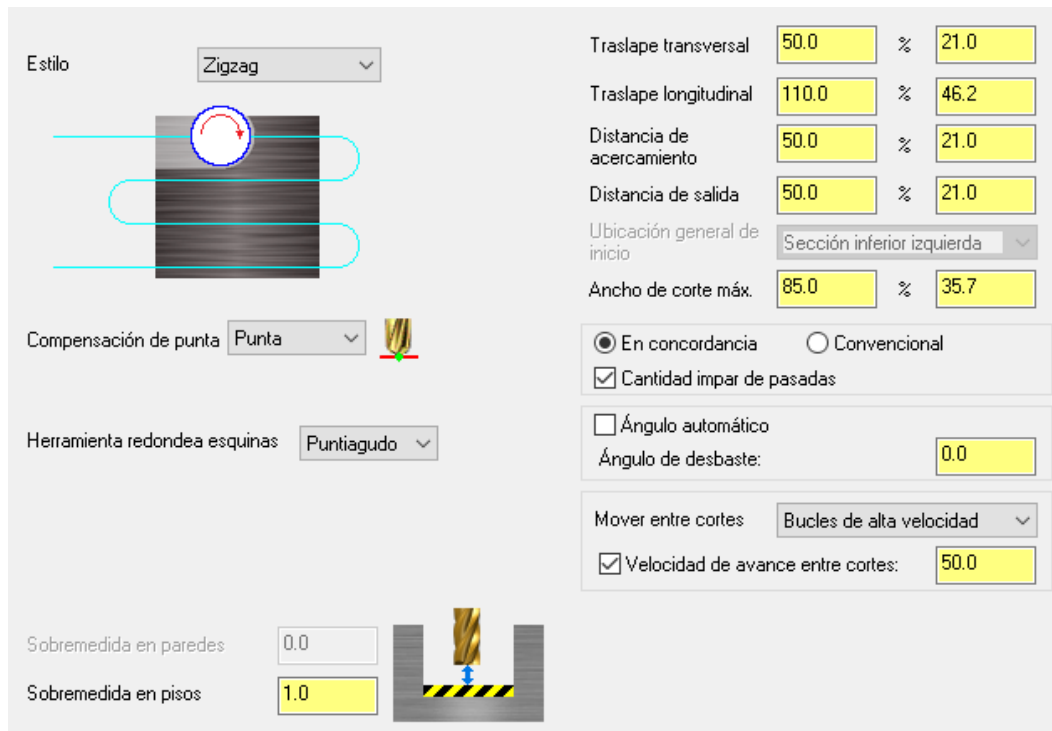 Estilo
Zigzag
Compensación de punta
Punta
Herramienta redondea esquinas
Puntiagudo
Sobremedida en paredes
0.0
Sobremedida en pisos
1.0
Traslape transversal
50.0
%
21.0
Traslape longitudinal
110.0
%
46.2
Distancia de
acercamiento
50.0
%
21.0
Distancia de salida
50.0
%
21.0
Ubicación general de
inicio
Sección inferior izquierda
Ancho de corte máx.
85.0
%
35.7
En concordancia
Convencional
Cantidad impar de pasadas
Ángulo automático
Ángulo de desbaste:
0.0
Mover entre cortes
Bucles de alta velocidad
Velocidad de avance entre cortes:
50.0